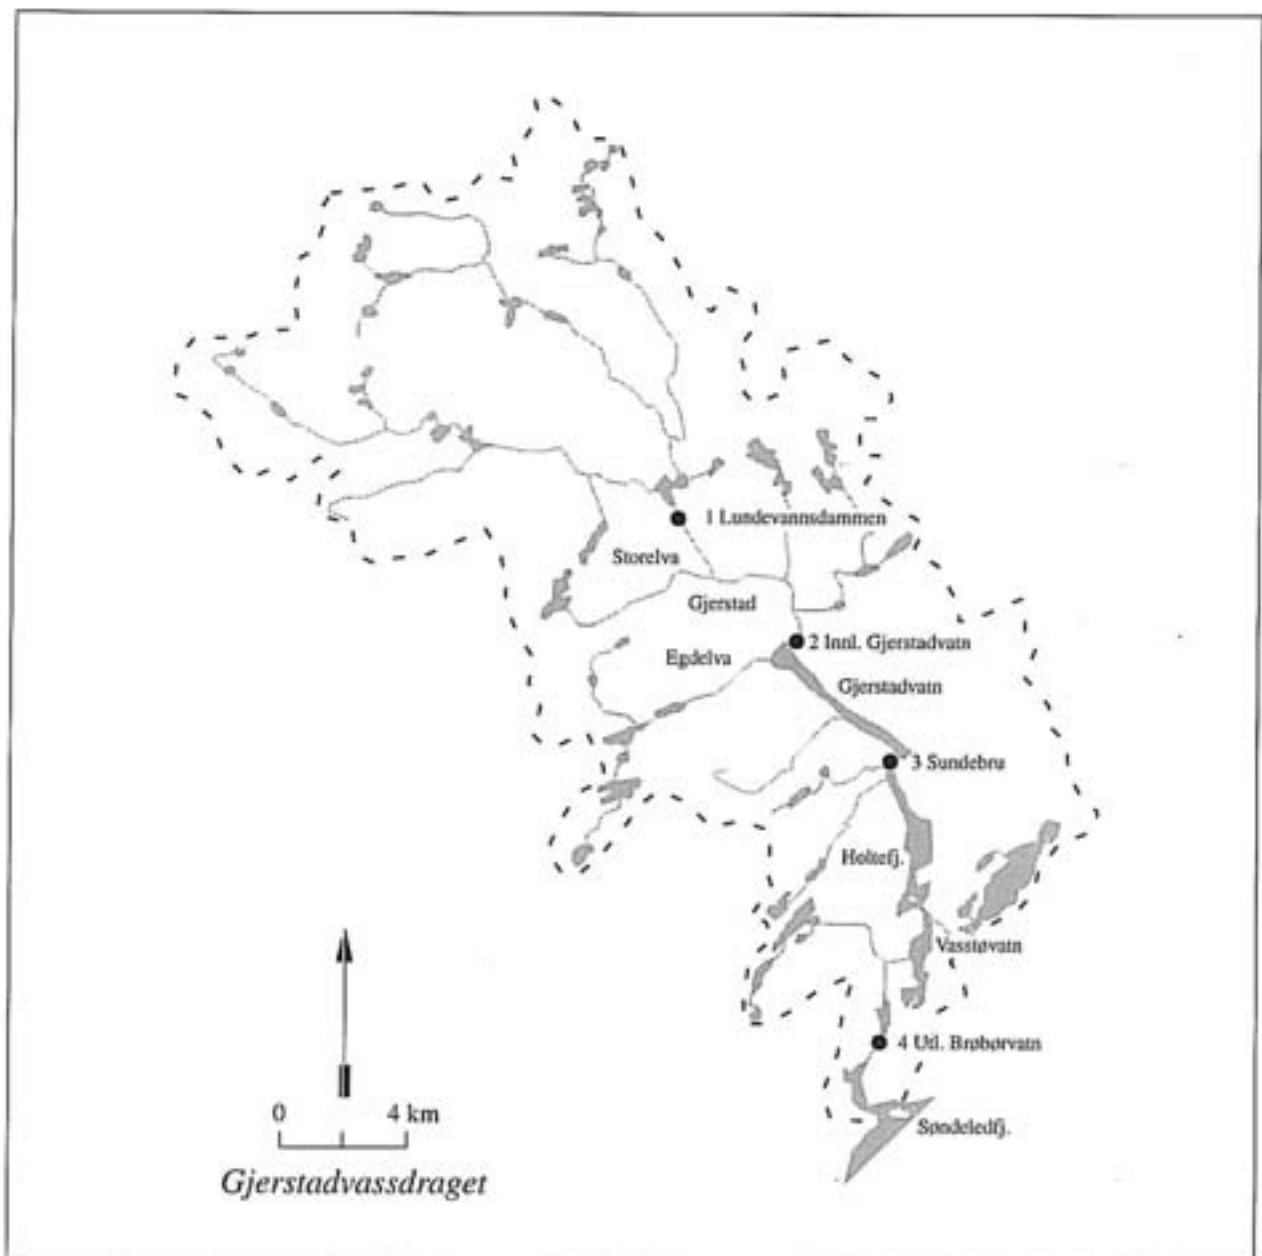 1 Lundevannsdammen
Storelva
Gjerstad
2 Innl. Gjerstadvatn
Egdelva
Gjerstadvatn
3 Sundebru
Holtefj.
Vasstøvatn
4 Utl. Brøbørvatn
0 4 km
Søndeledfj.
Gjerstadvassdraget